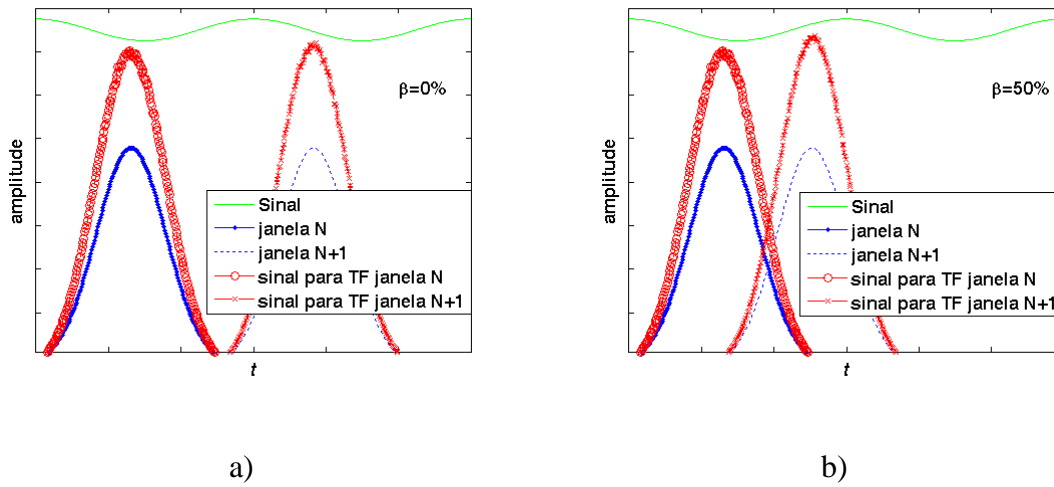 amplitude
β=0%
Sinal
janela N
janela N+1
sinal para TF janela N
sinal para TF janela N+1
t
a)
amplitude
β=50%
Sinal
janela N
janela N+1
sinal para TF janela N
sinal para TF janela N+1
t
b)